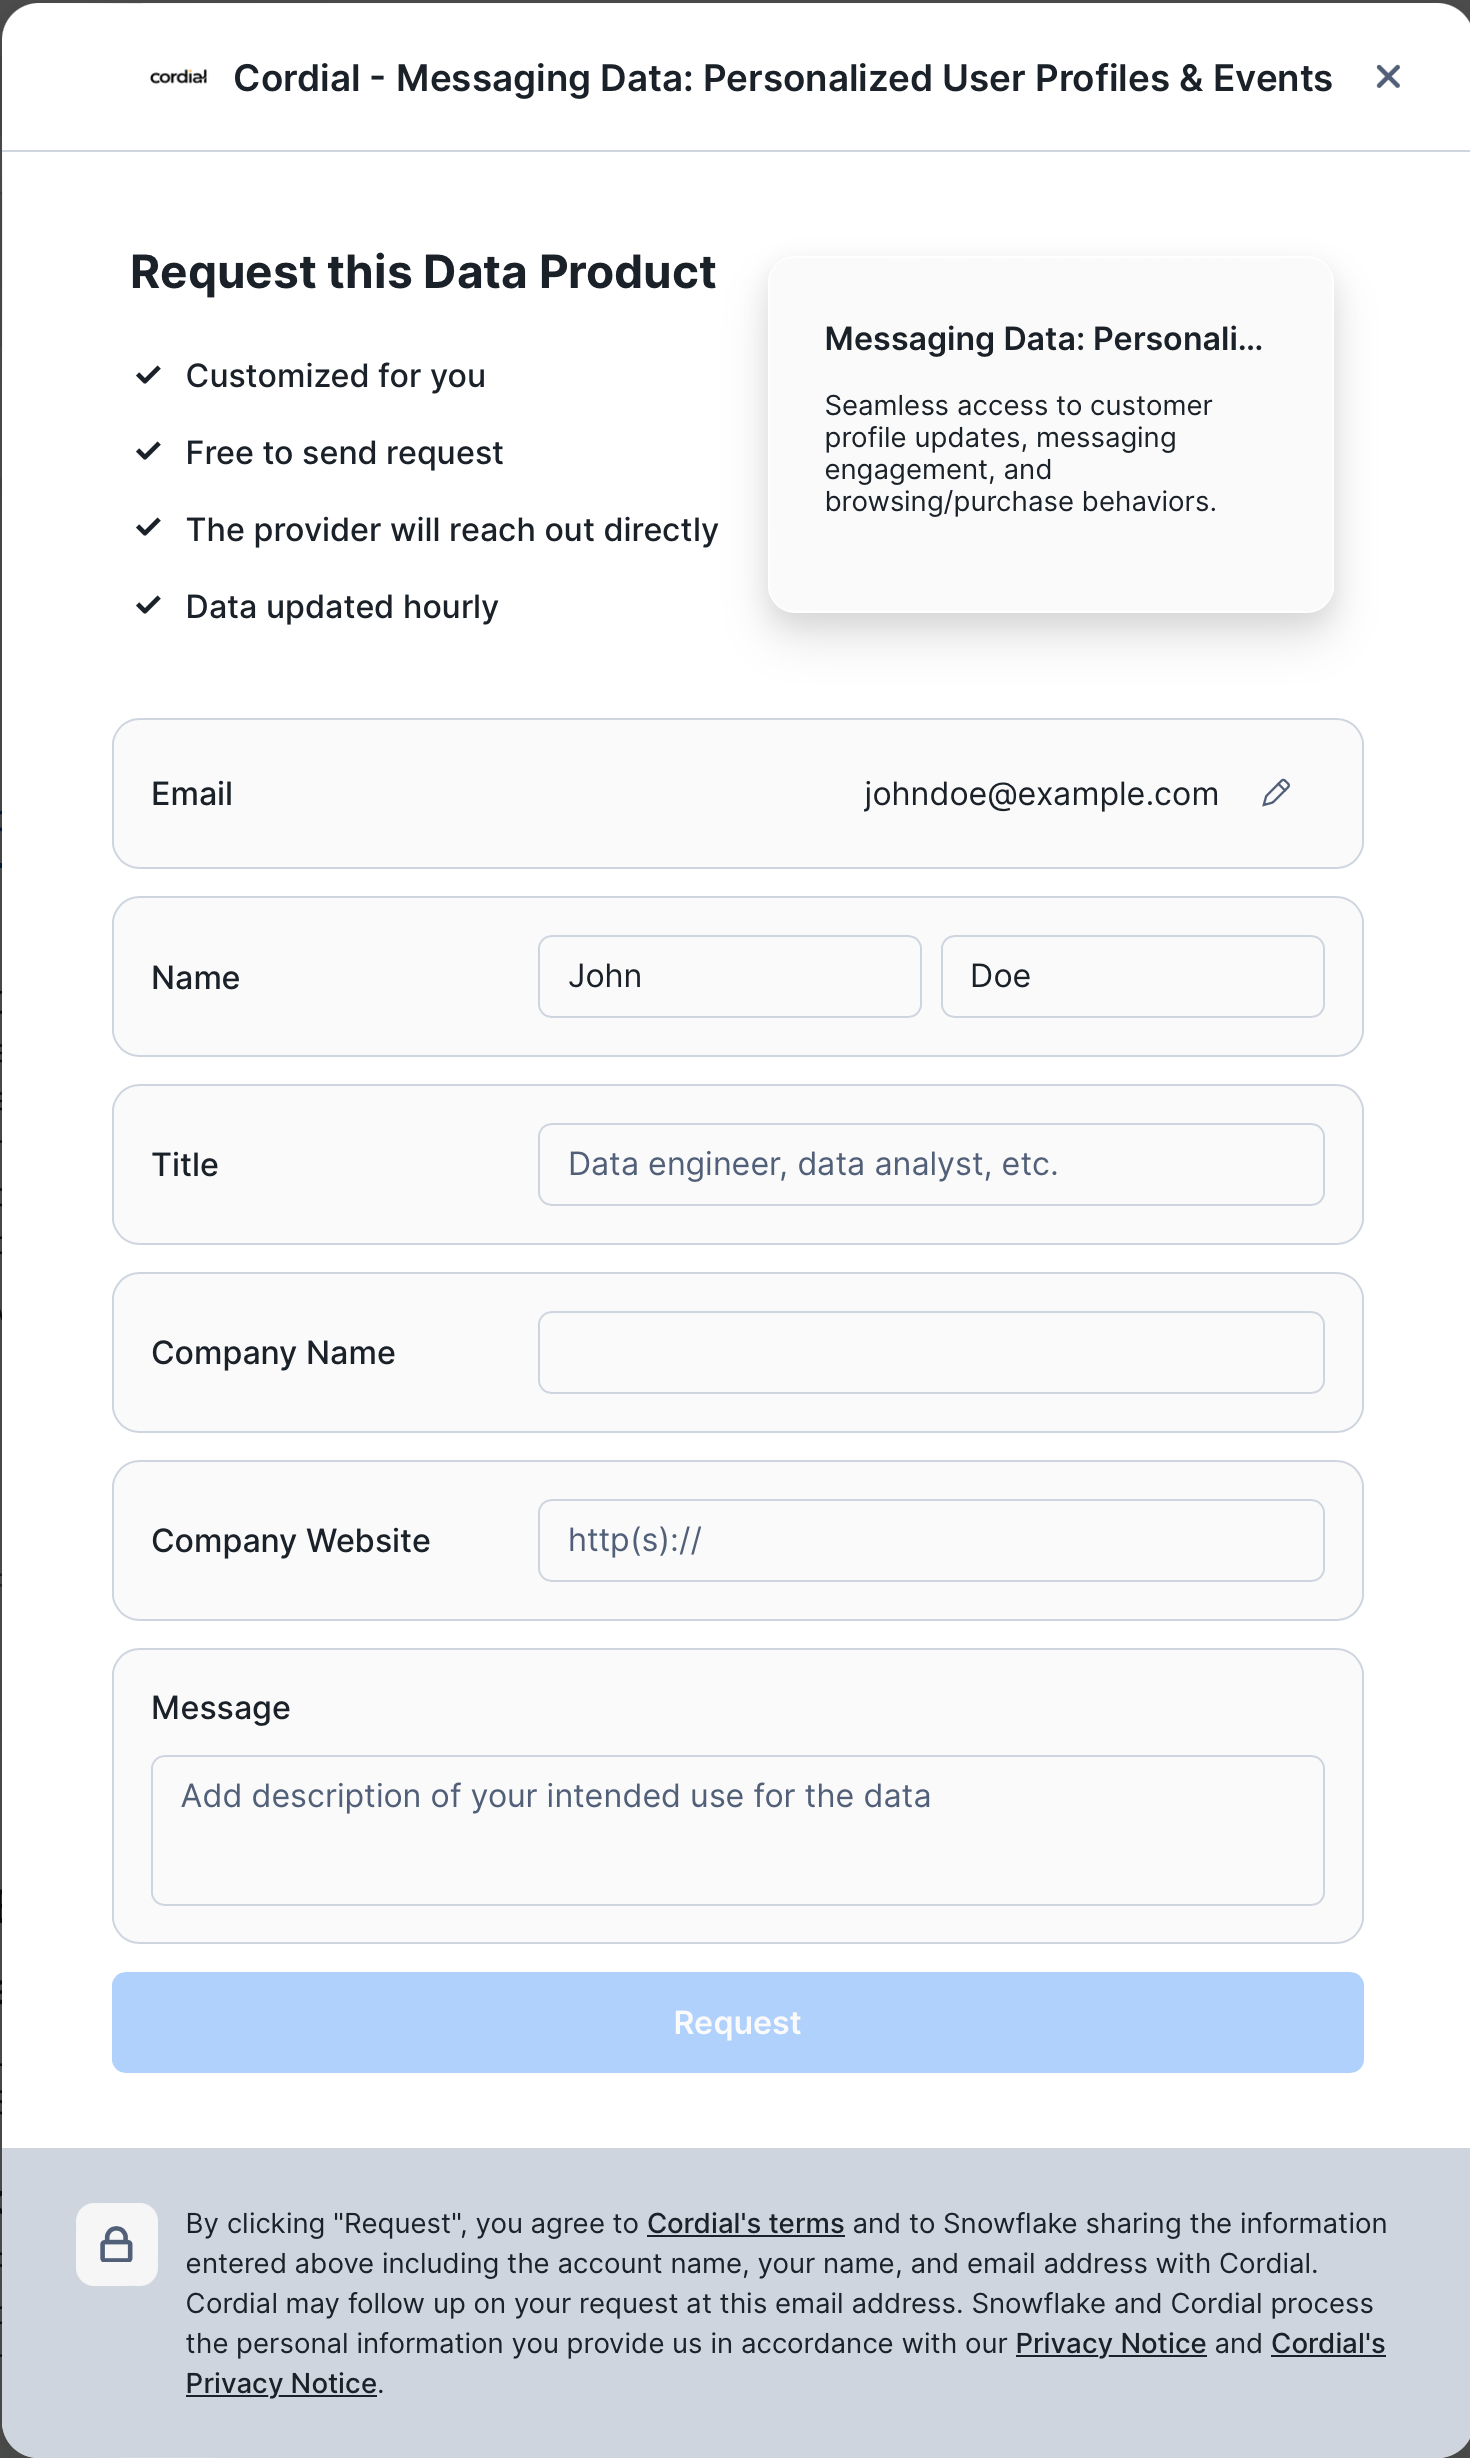 cordial
Cordial - Messaging Data: Personalized User Profiles & Events
Request this Data Product
Customized for you
Free to send request
The provider will reach out directly
Data updated hourly
Messaging Data: Personali...
Seamless access to customer
profile updates, messaging
engagement, and
browsing/purchase behaviors.
Email
johndoe@example.com
Name
John
Doe
Title
Data engineer, data analyst, etc.
Company Name
Company Website
http(s)://
Message
Add description of your intended use for the data
Request
By clicking "Request", you agree to Cordial's terms and to Snowflake sharing the information
entered above including the account name, your name, and email address with Cordial.
Cordial may follow up on your request at this email address. Snowflake and Cordial process
the personal information you provide us in accordance with our Privacy Notice and Cordial's
Privacy Notice.